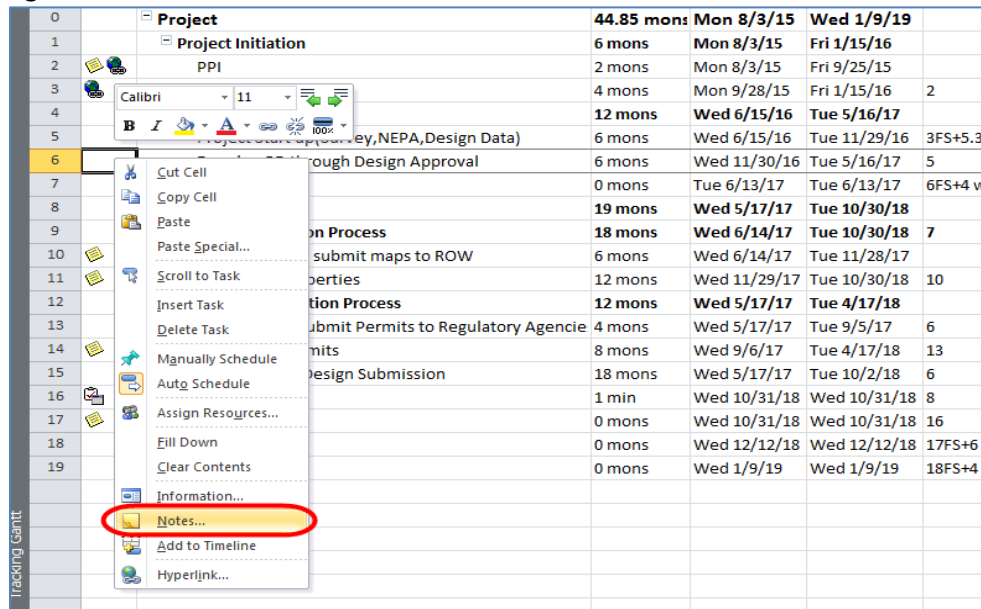 0 Project 44.85 mons Mon 8/3/15 Wed 1/9/19
1 Project Initiation 6 mons Mon 8/3/15 Fri 1/15/16
2 PPI 2 mons Mon 8/3/15 Fri 9/25/15
3 4 mons Mon 9/28/15 Fri 1/15/16 2
Calibri 11
4 12 mons Wed 6/15/16 Tue 5/16/17
B I A 100%
5 ,NEPA,Design Data) 6 mons Wed 6/15/16 Tue 11/29/16 3FS+5.3
6 through Design Approval 6 mons Wed 11/30/16 Tue 5/16/17 5
Cut Cell
7 0 mons Tue 6/13/17 Tue 6/13/17 6FS+4 w
Copy Cell
8 19 mons Wed 5/17/17 Tue 10/30/18
Paste
9 on Process 18 mons Wed 6/14/17 Tue 10/30/18 7
Paste Special...
10 submit maps to ROW 6 mons Wed 6/14/17 Tue 11/28/17
11 Scroll to Task perties 12 mons Wed 11/29/17 Tue 10/30/18 10
12 Insert Task tion Process 12 mons Wed 5/17/17 Tue 4/17/18
13 Delete Task ubmit Permits to Regulatory Agencie 4 mons Wed 5/17/17 Tue 9/5/17 6
14 Manually Schedule mits 8 mons Wed 9/6/17 Tue 4/17/18 13
15 Auto Schedule Design Submission 18 mons Wed 5/17/17 Tue 10/2/18 6
16 1 min Wed 10/31/18 Wed 10/31/18 8
Assign Resources...
17 0 mons Wed 10/31/18 Wed 10/31/18 16
18 Fill Down 0 mons Wed 12/12/18 Wed 12/12/18 17FS+6
19 Clear Contents 0 mons Wed 1/9/19 Wed 1/9/19 18FS+4
Information...
Notes...
Add to Timeline
Hyperlink...
Tracking Gantt